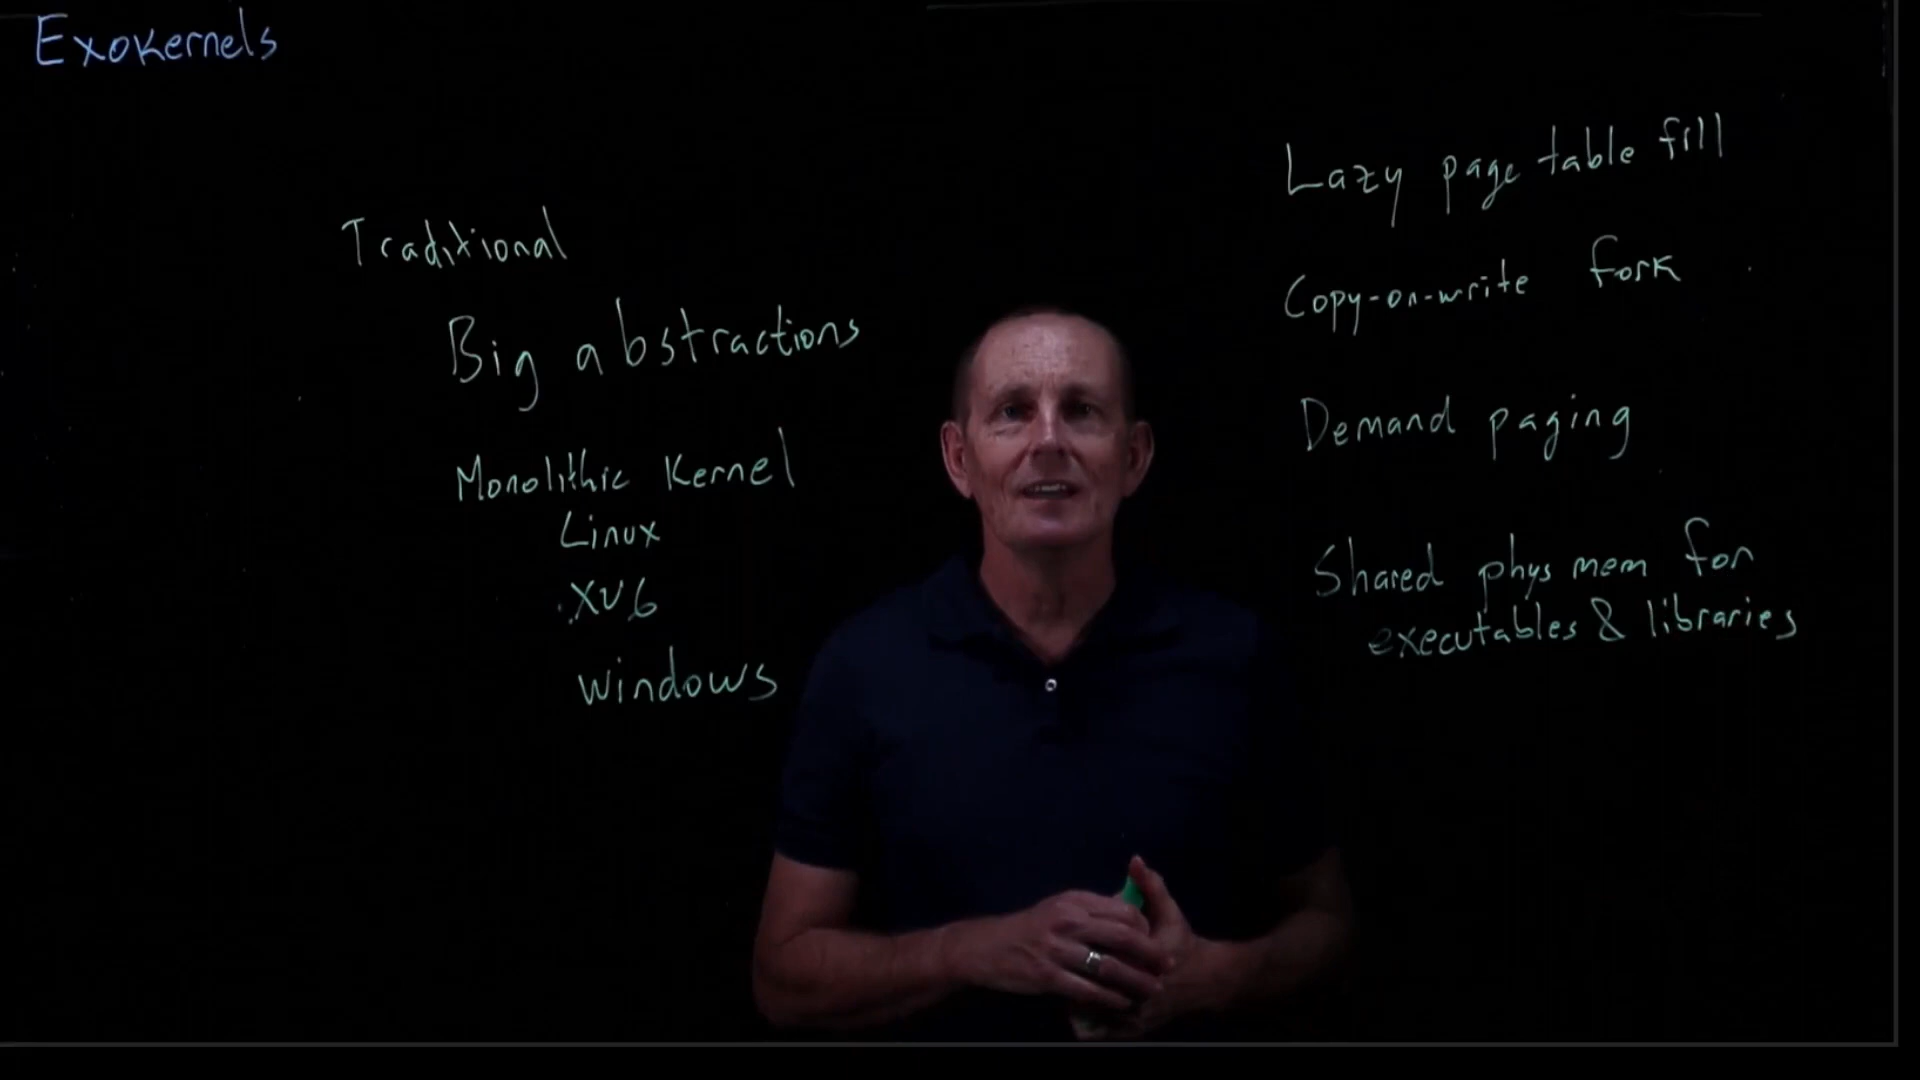 Exokernels
Traditional
Big abstractions
Monolithic Kernel
Linux
XV6
Windows
Lazy page table fill
Copy-on-write fork
Demand paging
Shared phys mem for
executables & libraries